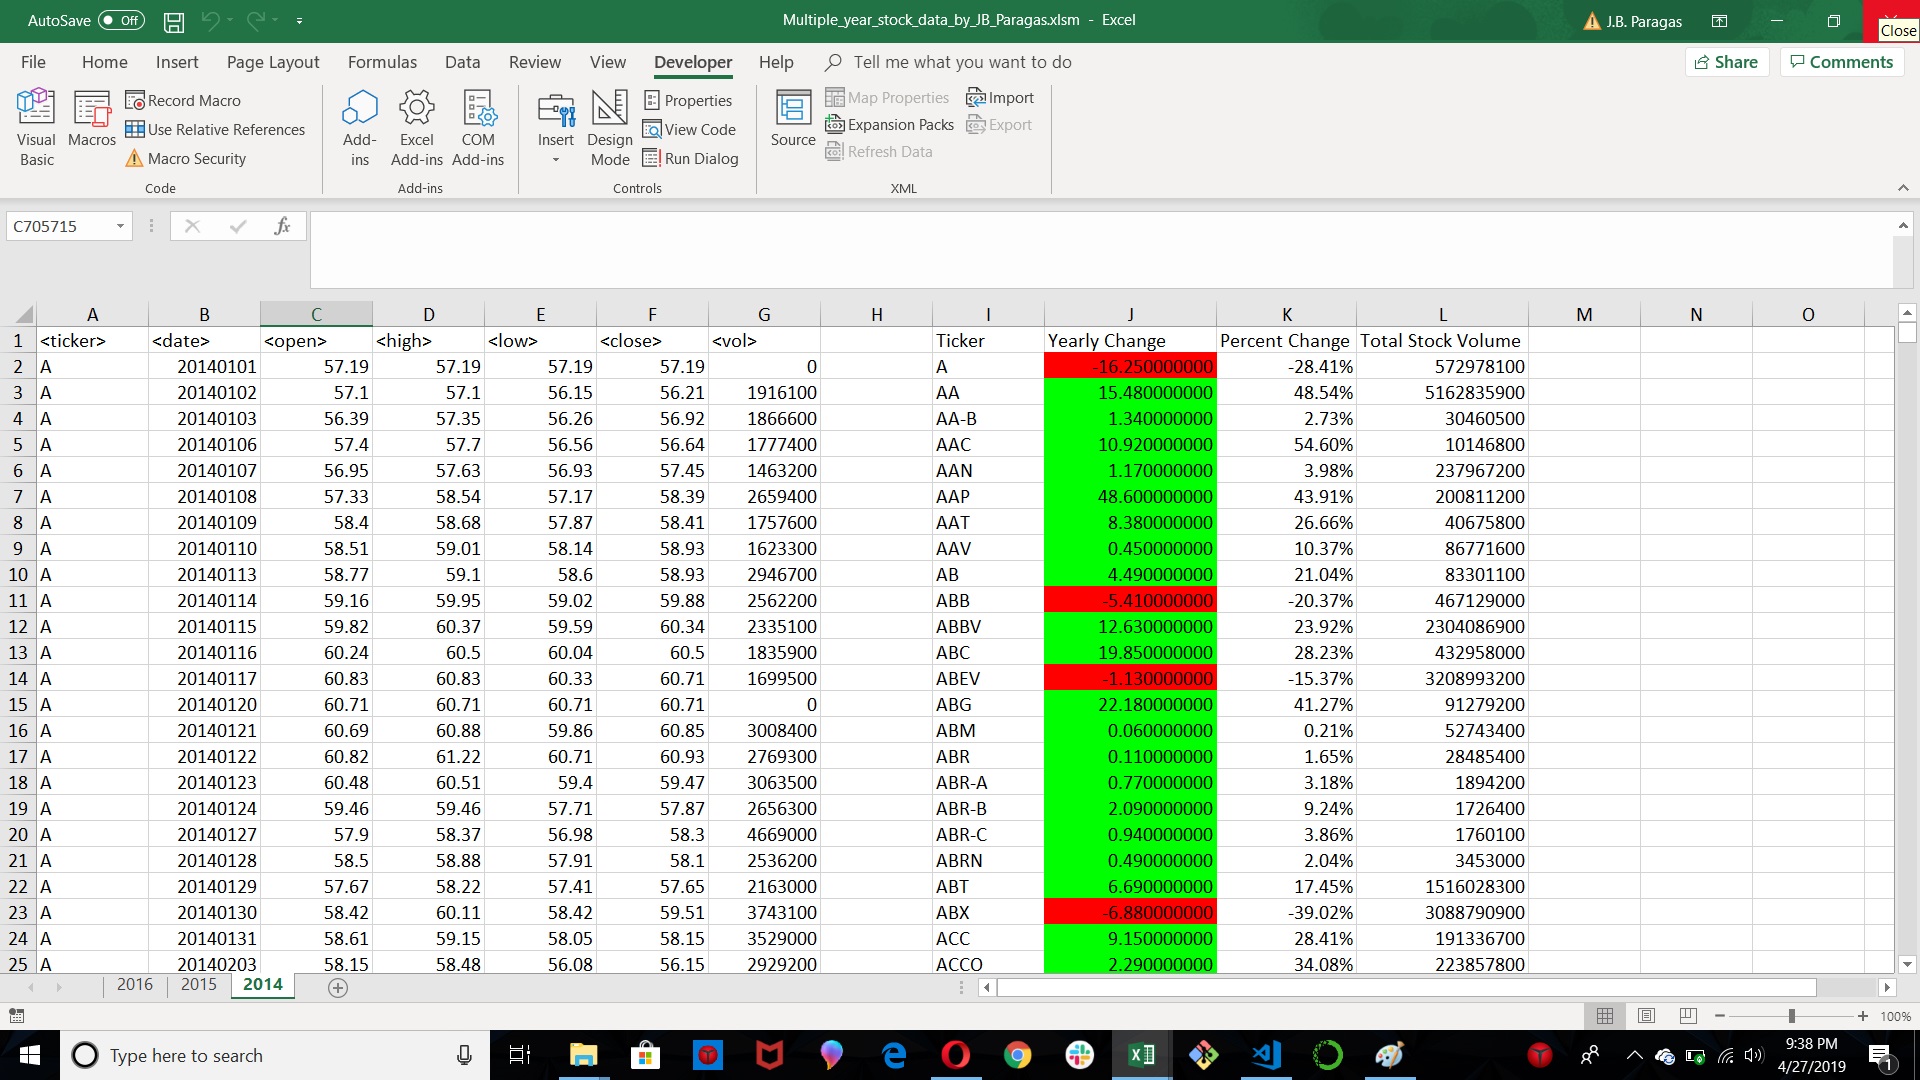 AutoSave Off Multiple_year_stock_data_by_JB_Paragas.xlsm - Excel J.B. Paragas
Close
File Home Insert Page Layout Formulas Data Review View Developer Help Tell me what you want to do Share Comments
Visual Basic
Macros
Record Macro
Use Relative References
Macro Security
Code
Add-ins
Excel Add-ins
COM Add-ins
Add-ins
Insert
Design Mode
Properties
View Code
Run Dialog
Controls
Source
Map Properties
Expansion Packs
Refresh Data
Import
Export
XML
C705715 fx
A B C D E F G H I J K L M N O
1 <ticker> <date> <open> <high> <low> <close> <vol> Ticker Yearly Change Percent Change Total Stock Volume
2 A 20140101 57.19 57.19 57.19 57.19 0 A -16.250000000 -28.41% 572978100
3 A 20140102 57.1 57.1 56.15 56.21 1916100 AA 15.480000000 48.54% 5162835900
4 A 20140103 56.39 57.35 56.26 56.92 1866600 AA-B 1.340000000 2.73% 30460500
5 A 20140106 57.4 57.7 56.56 56.64 1777400 AAC 10.920000000 54.60% 10146800
6 A 20140107 56.95 57.63 56.93 57.45 1463200 AAN 1.170000000 3.98% 237967200
7 A 20140108 57.33 58.54 57.17 58.39 2659400 AAP 48.600000000 43.91% 200811200
8 A 20140109 58.4 58.68 57.87 58.41 1757600 AAT 8.380000000 26.66% 40675800
9 A 20140110 58.51 59.01 58.14 58.93 1623300 AAV 0.450000000 10.37% 86771600
10 A 20140113 58.77 59.1 58.6 58.93 2946700 AB 4.490000000 21.04% 83301100
11 A 20140114 59.16 59.95 59.02 59.88 2562200 ABB -5.410000000 -20.37% 467129000
12 A 20140115 59.82 60.37 59.59 60.34 2335100 ABBV 12.630000000 23.92% 2304086900
13 A 20140116 60.24 60.5 60.04 60.5 1835900 ABC 19.850000000 28.23% 432958000
14 A 20140117 60.83 60.83 60.33 60.71 1699500 ABEV -1.130000000 -15.37% 3208993200
15 A 20140120 60.71 60.71 60.71 60.71 0 ABG 22.180000000 41.27% 91279200
16 A 20140121 60.69 60.88 59.86 60.85 3008400 ABM 0.060000000 0.21% 52743400
17 A 20140122 60.82 61.22 60.71 60.93 2769300 ABR 0.110000000 1.65% 28485400
18 A 20140123 60.48 60.51 59.4 59.47 3063500 ABR-A 0.770000000 3.18% 1894200
19 A 20140124 59.46 59.46 57.71 57.87 2656300 ABR-B 2.090000000 9.24% 1726400
20 A 20140127 57.9 58.37 56.98 58.3 4669000 ABR-C 0.940000000 3.86% 1760100
21 A 20140128 58.5 58.88 57.91 58.1 2536200 ABRN 0.490000000 2.04% 3453000
22 A 20140129 57.67 58.22 57.41 57.65 2163000 ABT 6.690000000 17.45% 1516028300
23 A 20140130 58.42 60.11 58.42 59.51 3743100 ABX -6.880000000 -39.02% 3088790900
24 A 20140131 58.61 59.15 58.05 58.15 3529000 ACC 9.150000000 28.41% 191336700
25 A 20140203 58.15 58.48 56.08 56.15 2929200 ACCO 2.290000000 34.08% 223857800
2016 2015 2014
100%
Type here to search
9:38 PM
4/27/2019
1